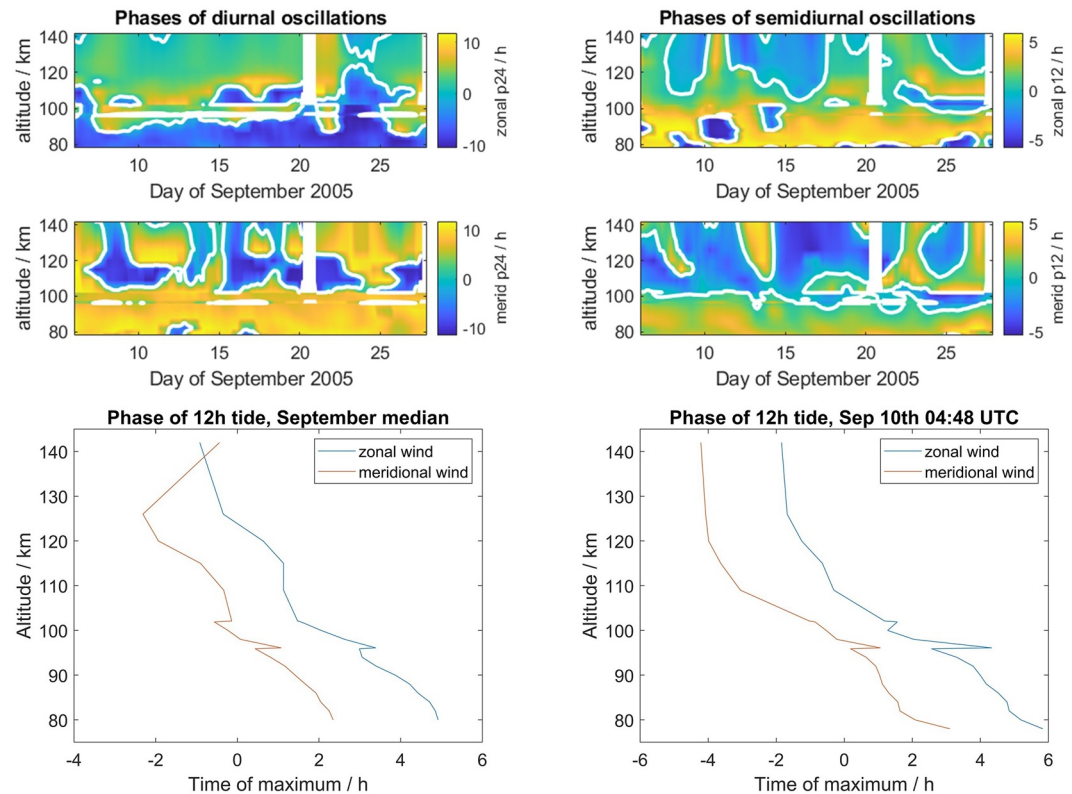 Phases of diurnal oscillations
140
120
100
80
altitude / km
10
15
20
25
Day of September 2005
10
0
-10
zonal p24 / h
Phases of semidiurnal oscillations
140
120
100
80
altitude / km
10
15
20
25
Day of September 2005
5
0
-5
zonal p12 / h
140
120
100
80
altitude / km
10
15
20
25
Day of September 2005
10
0
-10
merid p24 / h
140
120
100
80
altitude / km
10
15
20
25
Day of September 2005
5
0
-5
merid p12 / h
Phase of 12h tide, September median
zonal wind
meridional wind
140
130
120
110
100
90
80
Altitude / km
-4
-2
0
2
4
6
Time of maximum / h
Phase of 12h tide, Sep 10th 04:48 UTC
zonal wind
meridional wind
140
130
120
110
100
90
80
Altitude / km
-6
-4
-2
0
2
4
6
Time of maximum / h